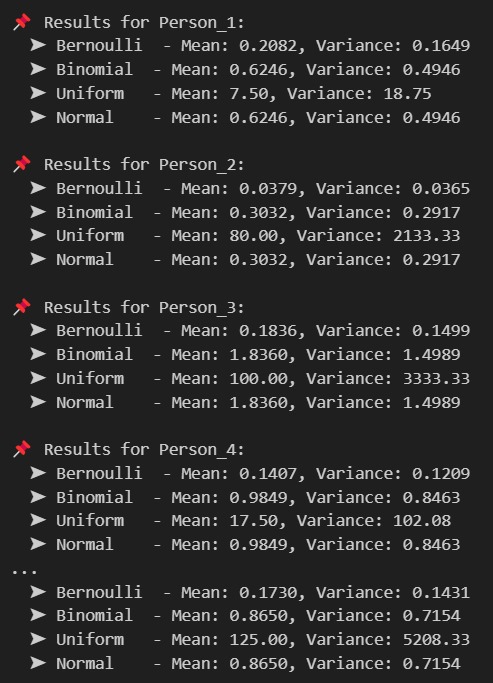 📌 Results for Person_1:
➤ Bernoulli - Mean: 0.2082, Variance: 0.1649
➤ Binomial - Mean: 0.6246, Variance: 0.4946
➤ Uniform - Mean: 7.50, Variance: 18.75
➤ Normal - Mean: 0.6246, Variance: 0.4946
📌 Results for Person_2:
➤ Bernoulli - Mean: 0.0379, Variance: 0.0365
➤ Binomial - Mean: 0.3032, Variance: 0.2917
➤ Uniform - Mean: 80.00, Variance: 2133.33
➤ Normal - Mean: 0.3032, Variance: 0.2917
📌 Results for Person_3:
➤ Bernoulli - Mean: 0.1836, Variance: 0.1499
➤ Binomial - Mean: 1.8360, Variance: 1.4989
➤ Uniform - Mean: 100.00, Variance: 3333.33
➤ Normal - Mean: 1.8360, Variance: 1.4989
📌 Results for Person_4:
➤ Bernoulli - Mean: 0.1407, Variance: 0.1209
➤ Binomial - Mean: 0.9849, Variance: 0.8463
➤ Uniform - Mean: 17.50, Variance: 102.08
➤ Normal - Mean: 0.9849, Variance: 0.8463
...
➤ Bernoulli - Mean: 0.1730, Variance: 0.1431
➤ Binomial - Mean: 0.8650, Variance: 0.7154
➤ Uniform - Mean: 125.00, Variance: 5208.33
➤ Normal - Mean: 0.8650, Variance: 0.7154